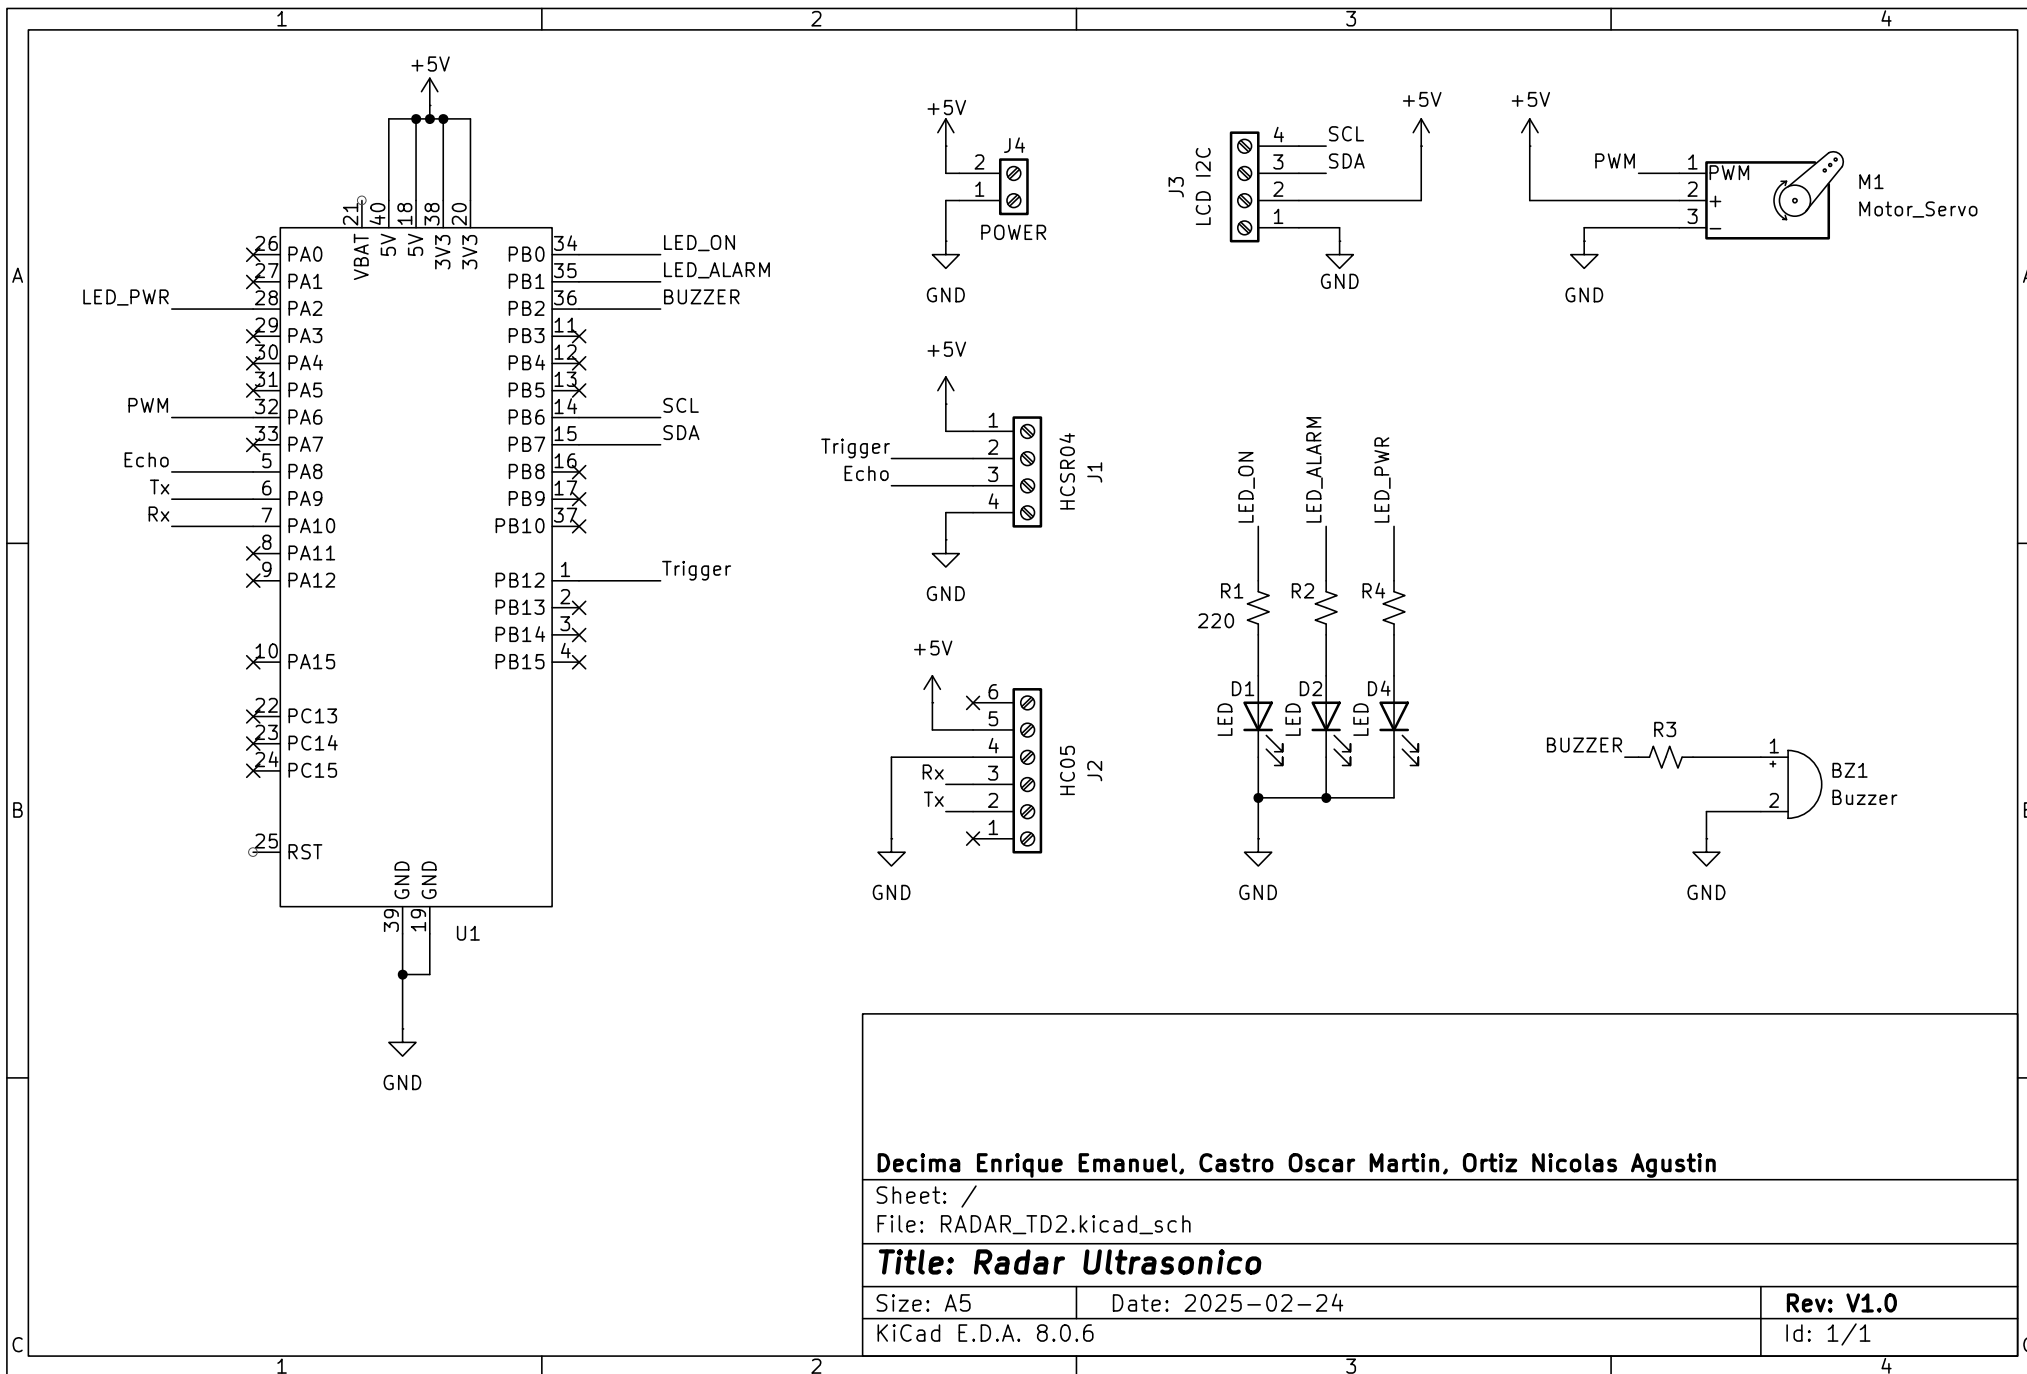 1 2 3 4
A
B
C
+5V
21 40 18 38 20
VBAT 5V 5V 3V3 3V3
26 PA0
27 PA1
LED_PWR 28 PA2
29 PA3
30 PA4
31 PA5
PWM 32 PA6
33 PA7
Echo 5 PA8
Tx 6 PA9
Rx 7 PA10
8 PA11
9 PA12
10 PA15
22 PC13
23 PC14
24 PC15
25 RST
PB0 34 LED_ON
PB1 35 LED_ALARM
PB2 36 BUZZER
PB3 11
PB4 12
PB5 13
PB6 14 SCL
PB7 15 SDA
PB8 16
PB9 17
PB10 37
PB12 1 Trigger
PB13 2
PB14 3
PB15 4
GND GND
39 19
U1
GND
+5V
J4
2
1
POWER
GND
+5V
1
Trigger 2
Echo 3
4
HCSR04
J1
GND
+5V
6
5
4
Rx 3
Tx 2
1
HC05
J2
GND
J3
LCD I2C
4 SCL
3 SDA
2
1
+5V
GND
+5V
PWM 1 PWM
2 +
3 -
M1
Motor_Servo
GND
LED_ON LED_ALARM LED_PWR
R1 R2 R4
220
D1 D2 D4
LED LED LED
GND
BUZZER R3 1
+
2
BZ1
Buzzer
GND
Decima Enrique Emanuel, Castro Oscar Martin, Ortiz Nicolas Agustin
Sheet: /
File: RADAR_TD2.kicad_sch
Title: Radar Ultrasonico
Size: A5 Date: 2025-02-24 Rev: V1.0
KiCad E.D.A. 8.0.6 Id: 1/1
1 2 3 4